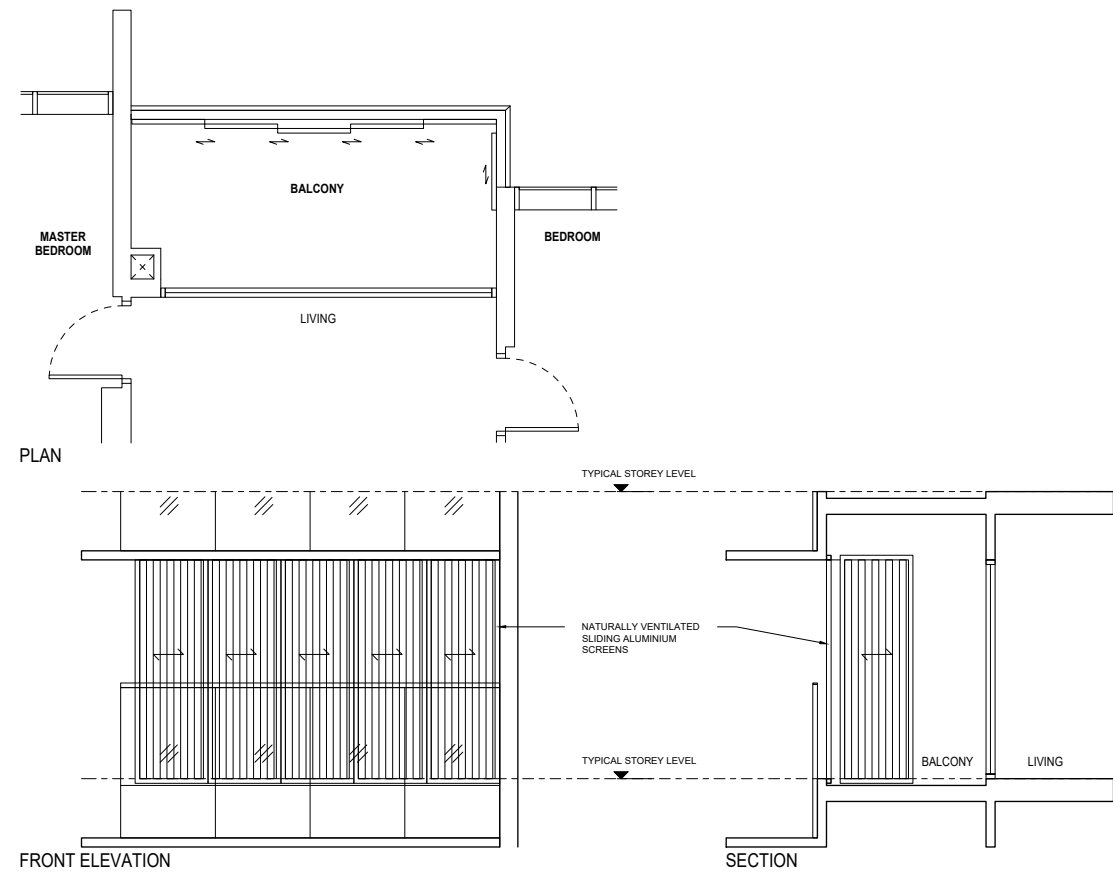 BALCONY
MASTER
BEDROOM
BEDROOM
LIVING
PLAN
TYPICAL STOREY LEVEL
NATURALLY VENTILATED
SLIDING ALUMINIUM
SCREENS
TYPICAL STOREY LEVEL
BALCONY
LIVING
FRONT ELEVATION
SECTION